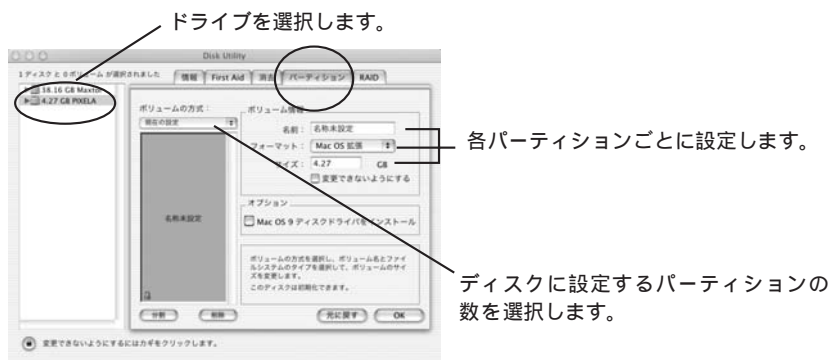 ドライブを選択します。
Disk Utility
1 ディスク と 0 ボリューム が選択されました
情報 First Aid 消去 パーティション RAID
18.16 GB Maxtor
4.27 GB PIXELA
ボリュームの方式：
現在の設定
名称未設定
分割 削除
ボリューム情報
名前： 名称未設定
フォーマット： Mac OS 拡張
サイズ： 4.27 GB
変更できないようにする
各パーティションごとに設定します。
オプション
Mac OS 9 ディスクドライバをインストール
ボリュームの方式を選択し、ボリューム名とファイ
ルシステムのタイプを選択して、ボリュームのサイ
ズを変更します。
このディスクは初期化できます。
元に戻す OK
ディスクに設定するパーティションの
数を選択します。
変更できないようにするにはカギをクリックします。